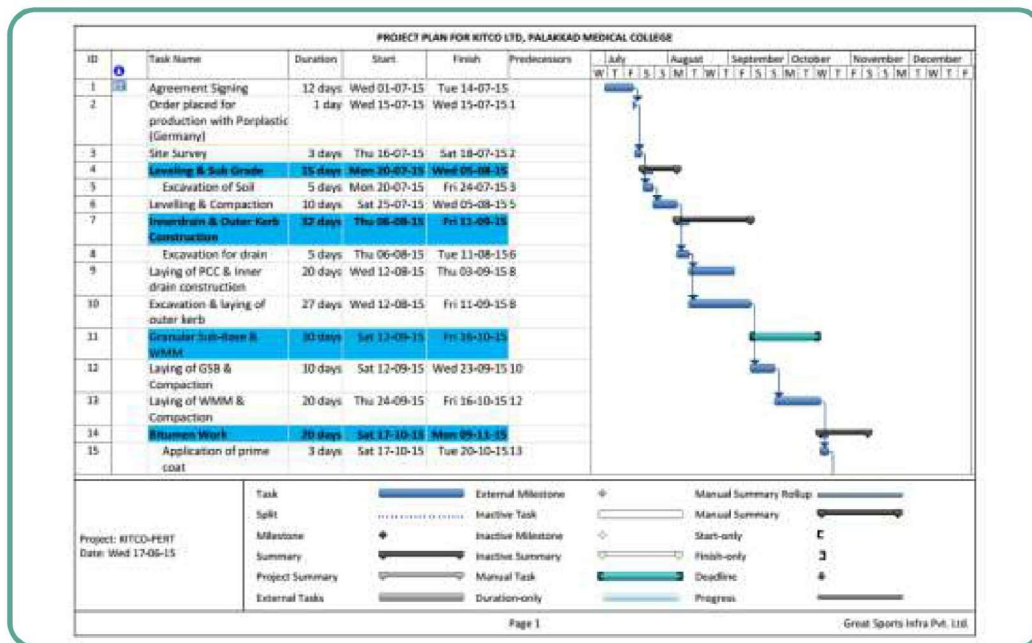 PROJECT PLAN FOR KITCO LTD, PALAKKAD MEDICAL COLLEGE
ID Task Name Duration Start Finish Predecessors July August September October November December
W T F S S M T W T F S S M T W T F S S M T W T F
1 Agreement Signing 12 days Wed 01-07-15 Tue 14-07-15
2 Order placed for 1 day Wed 15-07-15 Wed 15-07-15 1
production with Porplastic
(Germany)
3 Site Survey 3 days Thu 16-07-15 Sat 18-07-15 2
4 Leveling & Sub Grade 15 days Mon 20-07-15 Wed 05-08-15
5 Excavation of Soil 5 days Mon 20-07-15 Fri 24-07-15 3
6 Levelling & Compaction 10 days Sat 25-07-15 Wed 05-08-15 5
7 Innerdrain & Outer Kerb 32 days Thu 06-08-15 Fri 11-09-15
Construction
8 Excavation for drain 5 days Thu 06-08-15 Tue 11-08-15 6
9 Laying of PCC & Inner 20 days Wed 12-08-15 Thu 03-09-15 8
drain construction
10 Excavation & laying of 27 days Wed 12-08-15 Fri 11-09-15 8
outer kerb
11 Granular Sub-Base & 30 days Sat 12-09-15 Fri 16-10-15
WMM
12 Laying of GSB & 10 days Sat 12-09-15 Wed 23-09-15 10
Compaction
13 Laying of WMM & 20 days Thu 24-09-15 Fri 16-10-15 12
Compaction
14 Bitumen Work 20 days Sat 17-10-15 Mon 09-11-15
15 Application of prime 3 days Sat 17-10-15 Tue 20-10-15 13
coat
Project: KITCO-PERT
Date: Wed 17-06-15
Task External Milestone Manual Summary Rollup
Split Inactive Task Manual Summary
Milestone Inactive Milestone Start-only
Summary Inactive Summary Finish-only
Project Summary Manual Task Deadline
External Tasks Duration-only Progress
Page 1 Great Sports Infra Pvt. Ltd.